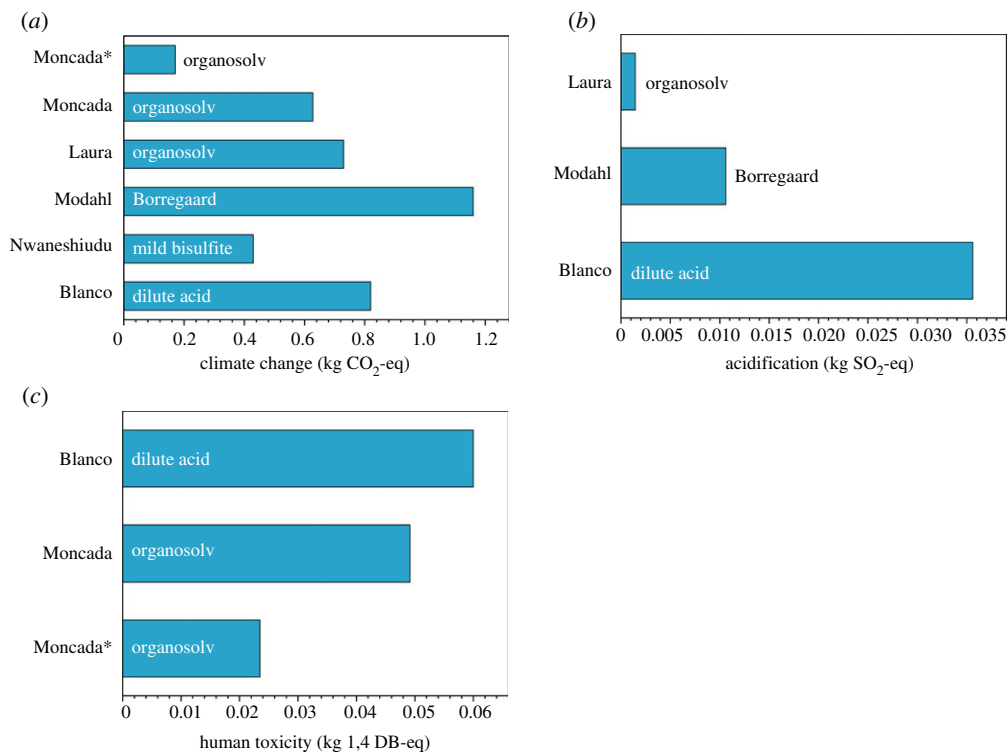 (a)
Moncada*
organosolv
Moncada
organosolv
Laura
organosolv
Modahl
Borregaard
Nwaneshiudu
mild bisulfite
Blanco
dilute acid
0 0.2 0.4 0.6 0.8 1.0 1.2
climate change (kg CO2-eq)
(b)
Laura
organosolv
Modahl
Borregaard
Blanco
dilute acid
0 0.005 0.010 0.015 0.020 0.025 0.030 0.035
acidification (kg SO2-eq)
(c)
Blanco
dilute acid
Moncada
organosolv
Moncada*
organosolv
0 0.01 0.02 0.03 0.04 0.05 0.06
human toxicity (kg 1,4 DB-eq)